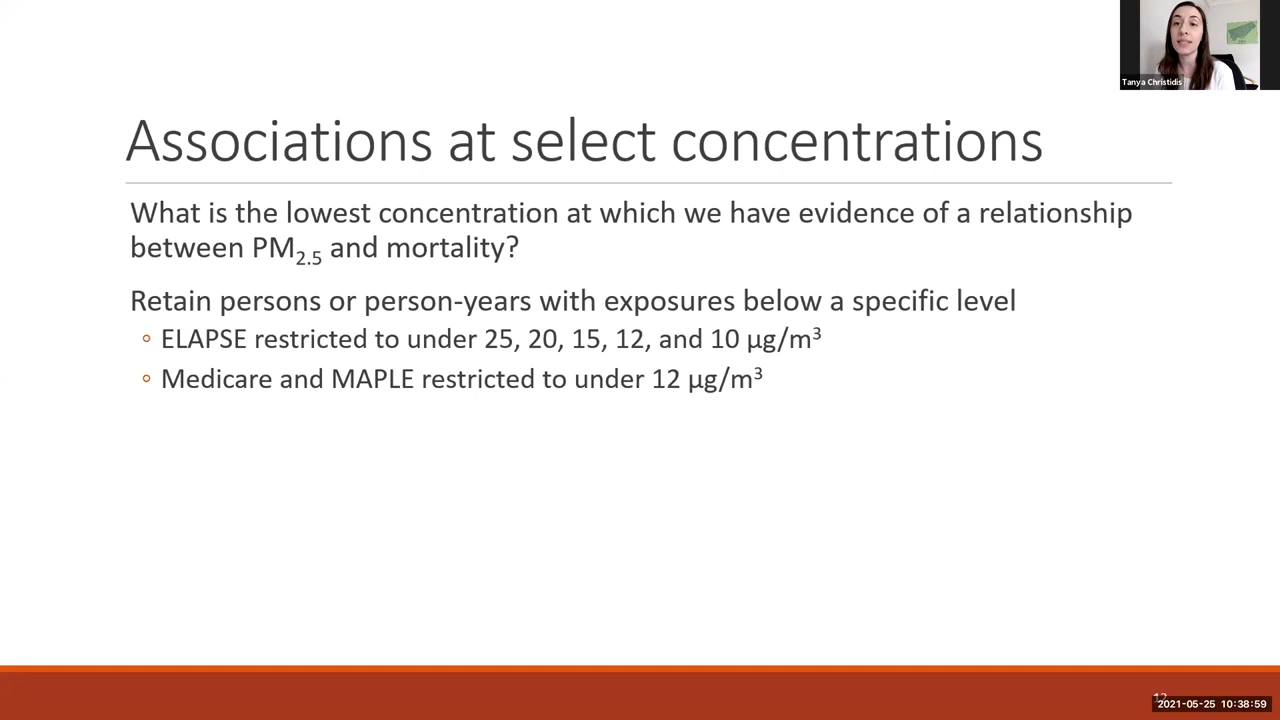 Tanya Christidis
Associations at select concentrations
What is the lowest concentration at which we have evidence of a relationship
between PM2.5 and mortality?
Retain persons or person-years with exposures below a specific level
◦ ELAPSE restricted to under 25, 20, 15, 12, and 10 µg/m³
◦ Medicare and MAPLE restricted to under 12 µg/m³
12
2021-05-25 10:38:59